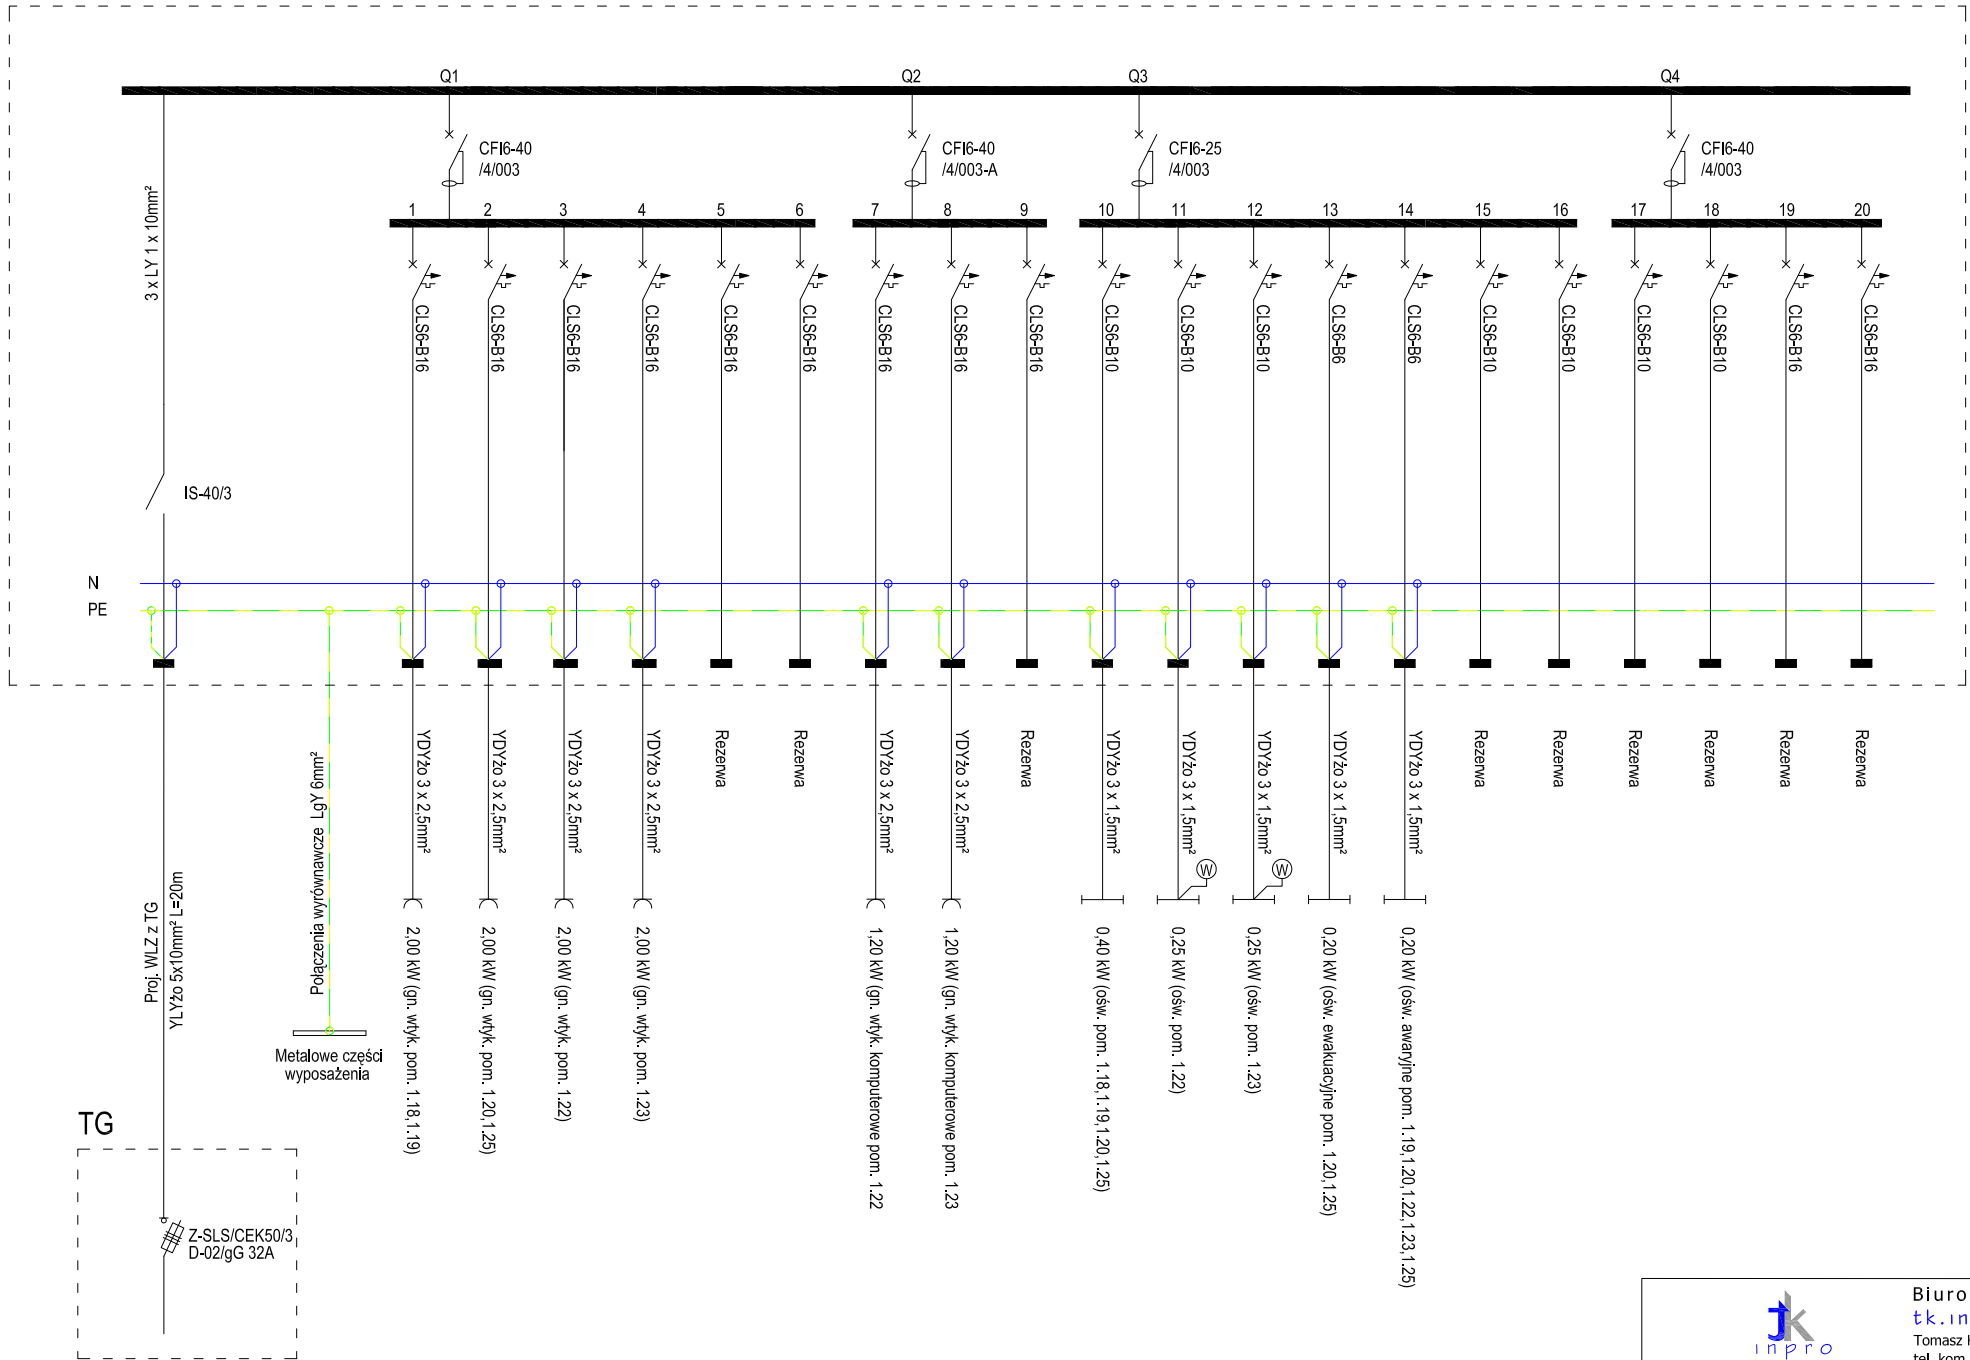 Q1
Q2
Q3
Q4
CFI6-40
/4/003
CFI6-40
/4/003-A
CFI6-25
/4/003
CFI6-40
/4/003
1
2
3
4
5
6
7
8
9
10
11
12
13
14
15
16
17
18
19
20
3 x LY 1 x 10mm²
CLS6-B16
CLS6-B16
CLS6-B16
CLS6-B16
CLS6-B16
CLS6-B16
CLS6-B16
CLS6-B16
CLS6-B16
CLS6-B10
CLS6-B10
CLS6-B10
CLS6-B6
CLS6-B6
CLS6-B10
CLS6-B10
CLS6-B10
CLS6-B10
CLS6-B16
CLS6-B16
IS-40/3
N
PE
Proj. WLZ z TG
YLYżo 5x10mm² L=20m
Połączenia wyrównawcze LgY 6mm²
YDYżo 3 x 2,5mm²
YDYżo 3 x 2,5mm²
YDYżo 3 x 2,5mm²
YDYżo 3 x 2,5mm²
Rezerwa
Rezerwa
YDYżo 3 x 2,5mm²
YDYżo 3 x 2,5mm²
Rezerwa
YDYżo 3 x 1,5mm²
YDYżo 3 x 1,5mm²
YDYżo 3 x 1,5mm²
YDYżo 3 x 1,5mm²
YDYżo 3 x 1,5mm²
Rezerwa
Rezerwa
Rezerwa
Rezerwa
Rezerwa
Rezerwa
W
W
2,00 kW (gn. wtyk. pom. 1.18,1.19)
2,00 kW (gn. wtyk. pom. 1.20,1.25)
2,00 kW (gn. wtyk. pom. 1.22)
2,00 kW (gn. wtyk. pom. 1.23)
1,20 kW (gn. wtyk. komputerowe pom. 1.22
1,20 kW (gn. wtyk. komputerowe pom. 1.23
0,40 kW (ośw. pom. 1.18,1.19,1.20,1.25)
0,25 kW (ośw. pom. 1.22)
0,25 kW (ośw. pom. 1.23)
0,20 kW (ośw. ewakuacyjne pom. 1.20,1.25)
0,20 kW (ośw. awaryjne pom. 1.19,1.20,1.22,1.23,1.25)
Metalowe części
wyposażenia
TG
Z-SLS/CEK50/3
D-02/gG 32A
tk
inpro
Biuro
tk.in
Tomasz
tel. kom